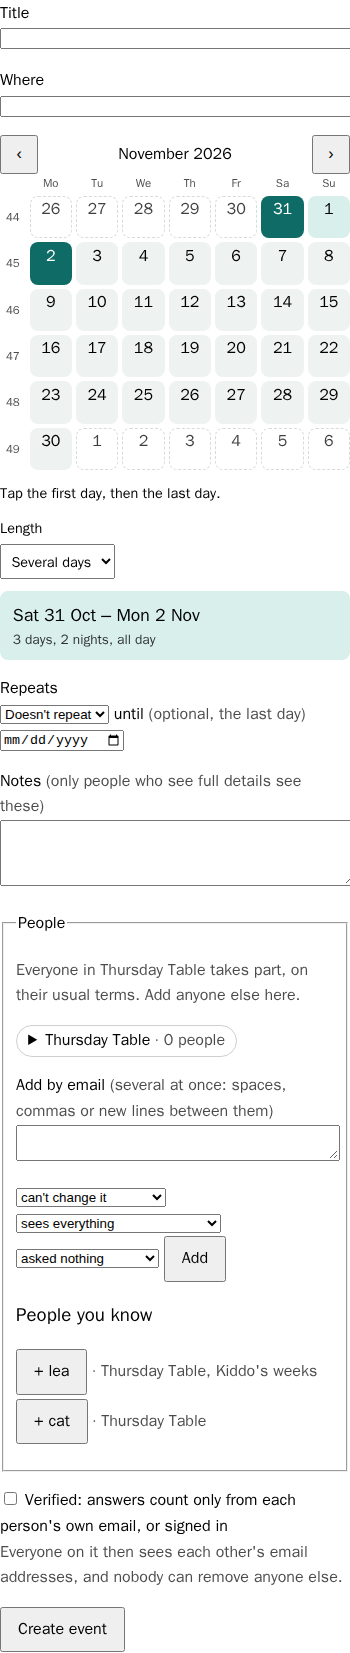 Title
Where
‹ November 2026 ›
Mo Tu We Th Fr Sa Su
44 26 27 28 29 30 31 1
45 2 3 4 5 6 7 8
46 9 10 11 12 13 14 15
47 16 17 18 19 20 21 22
48 23 24 25 26 27 28 29
49 30 1 2 3 4 5 6
Tap the first day, then the last day.
Length
Several days
Sat 31 Oct – Mon 2 Nov
3 days, 2 nights, all day
Repeats
Doesn't repeat until (optional, the last day)
mm/dd/yyyy
Notes (only people who see full details see
these)
People
Everyone in Thursday Table takes part, on
their usual terms. Add anyone else here.
▶ Thursday Table · 0 people
Add by email (several at once: spaces,
commas or new lines between them)
can't change it
sees everything
asked nothing Add
People you know
+ lea · Thursday Table, Kiddo's weeks
+ cat · Thursday Table
Verified: answers count only from each
person's own email, or signed in
Everyone on it then sees each other's email
addresses, and nobody can remove anyone else.
Create event